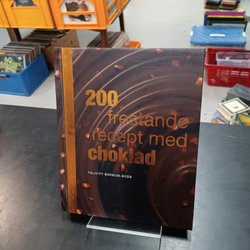 200
frestande
recept med
choklad
FELICITY BARNUM-BOBB